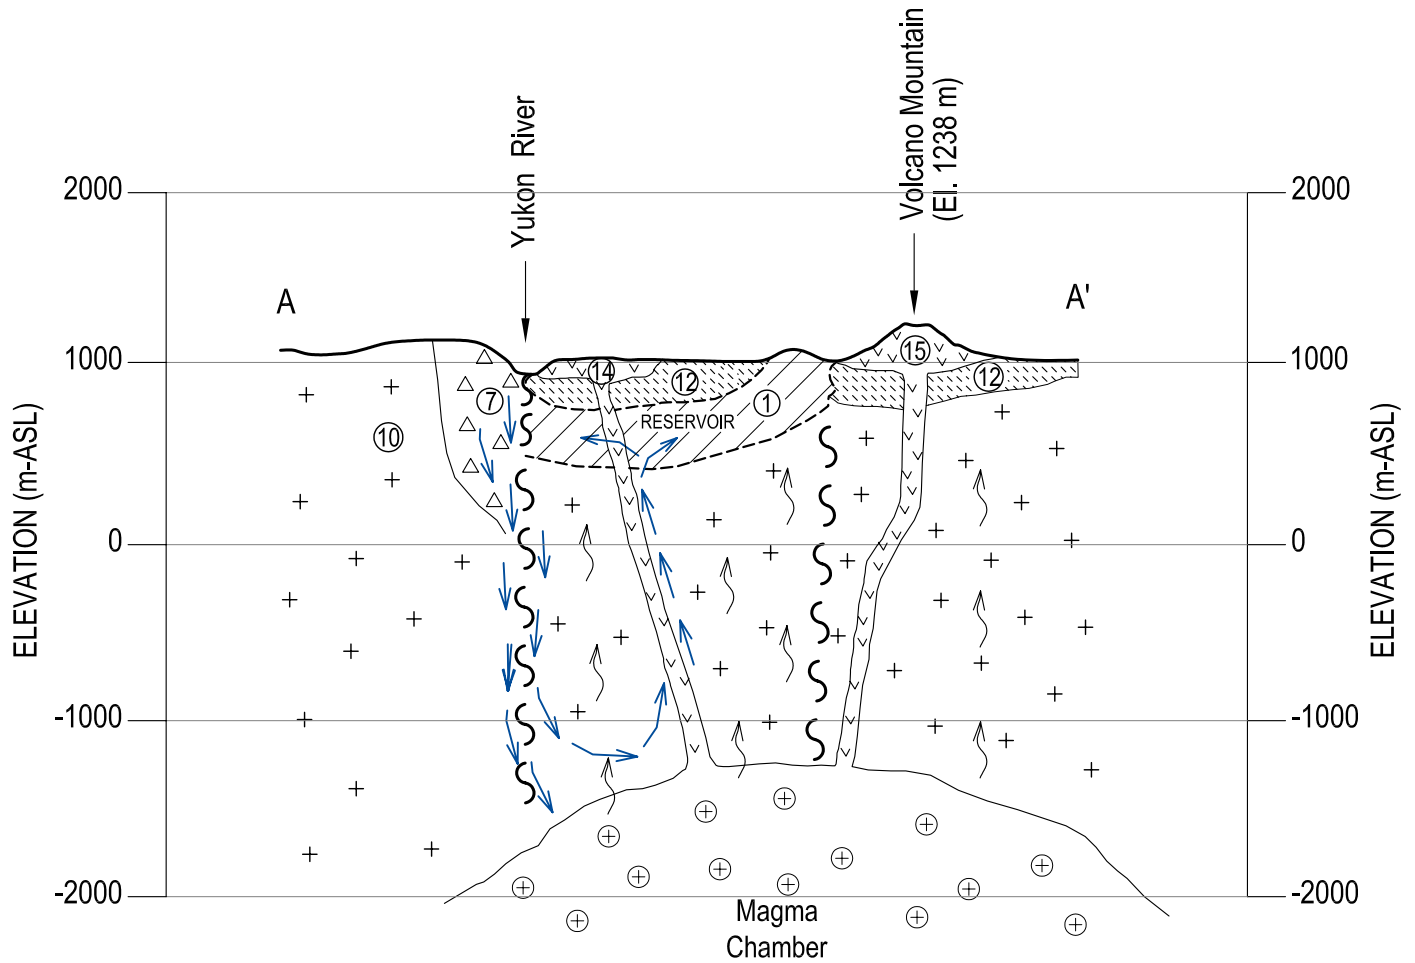 Yukon River
Volcano Mountain
(El. 1238 m)
2000
2000
A
A'
1000
1000
15
14
12
12
7
1
10
RESERVOIR
ELEVATION (m-ASL)
ELEVATION (m-ASL)
0
0
-1000
-1000
-2000
-2000
Magma
Chamber